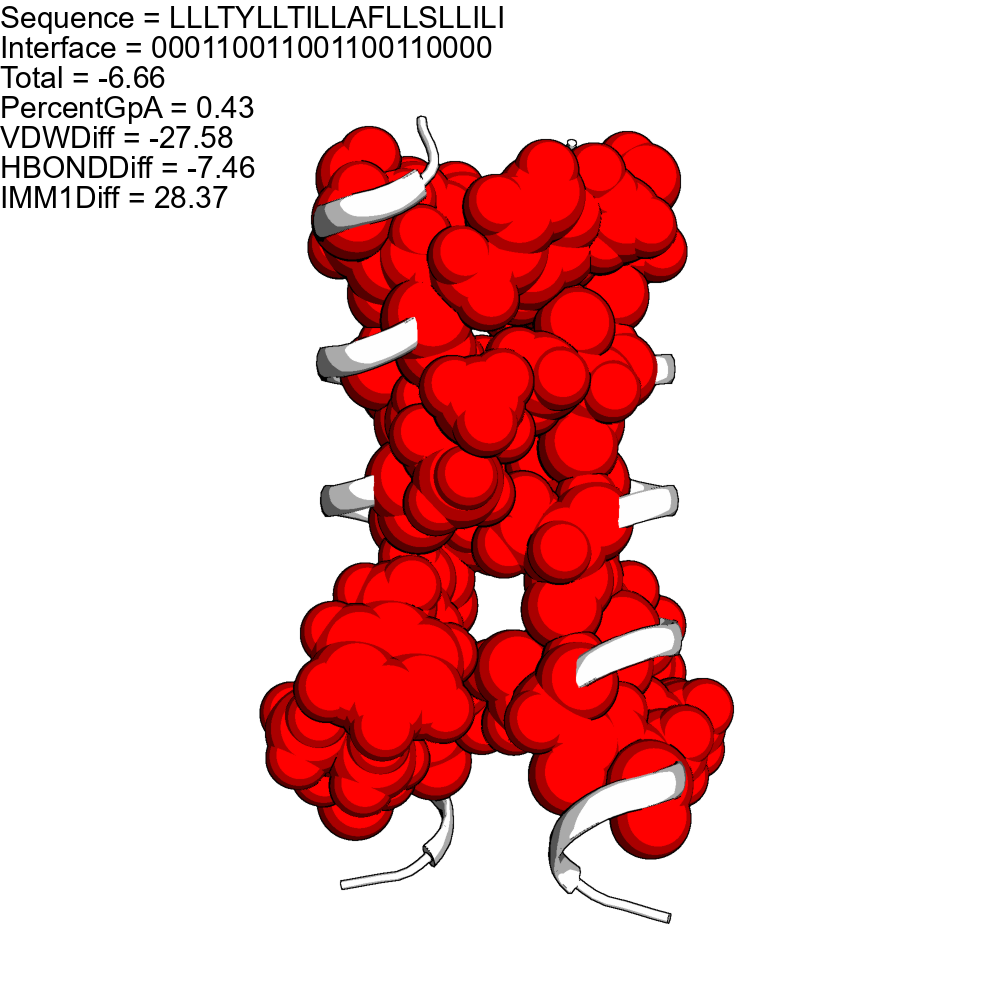 Sequence = LLLTYLLTILLAFLLSLLILI
Interface = 000110011001100110000
Total = -6.66
PercentGpA = 0.43
VDWDiff = -27.58
HBONDDiff = -7.46
IMM1Diff = 28.37